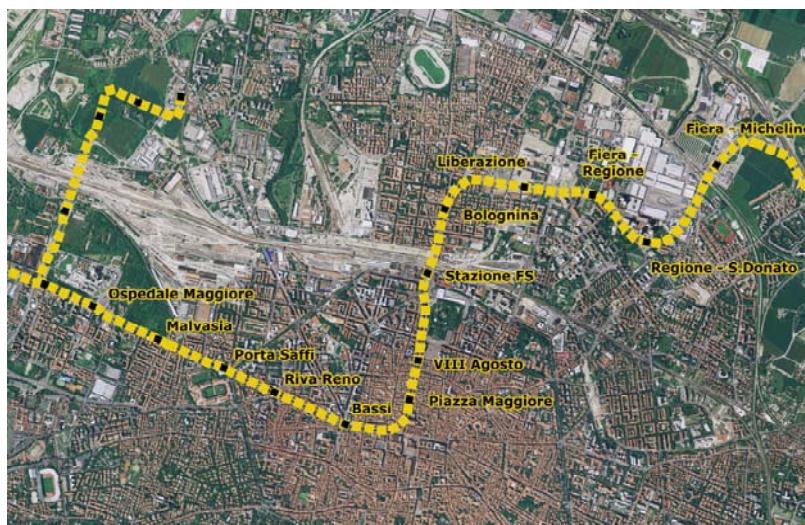 Fiera - Michelino
Fiera -
Regione
Liberazione
Bolognina
Regione - S.Donato
Stazione FS
Ospedale Maggiore
Malvasia
Porta Saffi
VIII Agosto
Riva Reno
Piazza Maggiore
Bassi